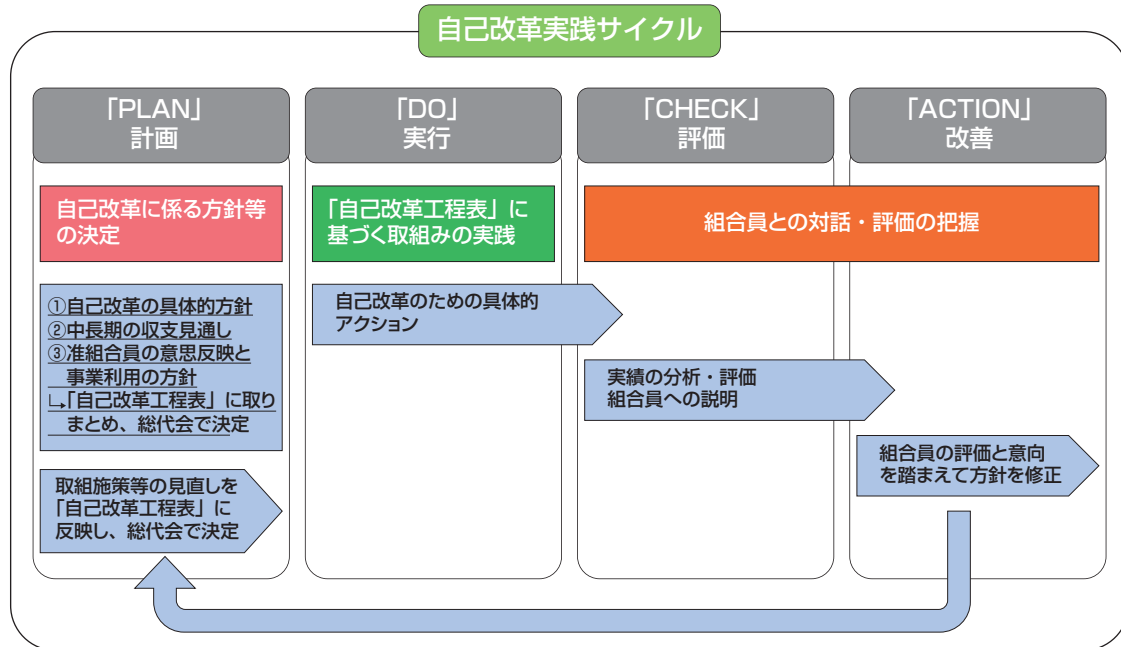 自己改革実践サイクル
「PLAN」
計画
「DO」
実行
「CHECK」
評価
「ACTION」
改善
自己改革に係る方針等
の決定
「自己改革工程表」に
基づく取組みの実践
組合員との対話・評価の把握
①自己改革の具体的方針
②中長期の収支見通し
③准組合員の意思反映と
事業利用の方針
↳「自己改革工程表」に取り
まとめ、総代会で決定
自己改革のための具体的
アクション
実績の分析・評価
組合員への説明
組合員の評価と意向
を踏まえて方針を修正
取組施策等の見直しを
「自己改革工程表」に
反映し、総代会で決定